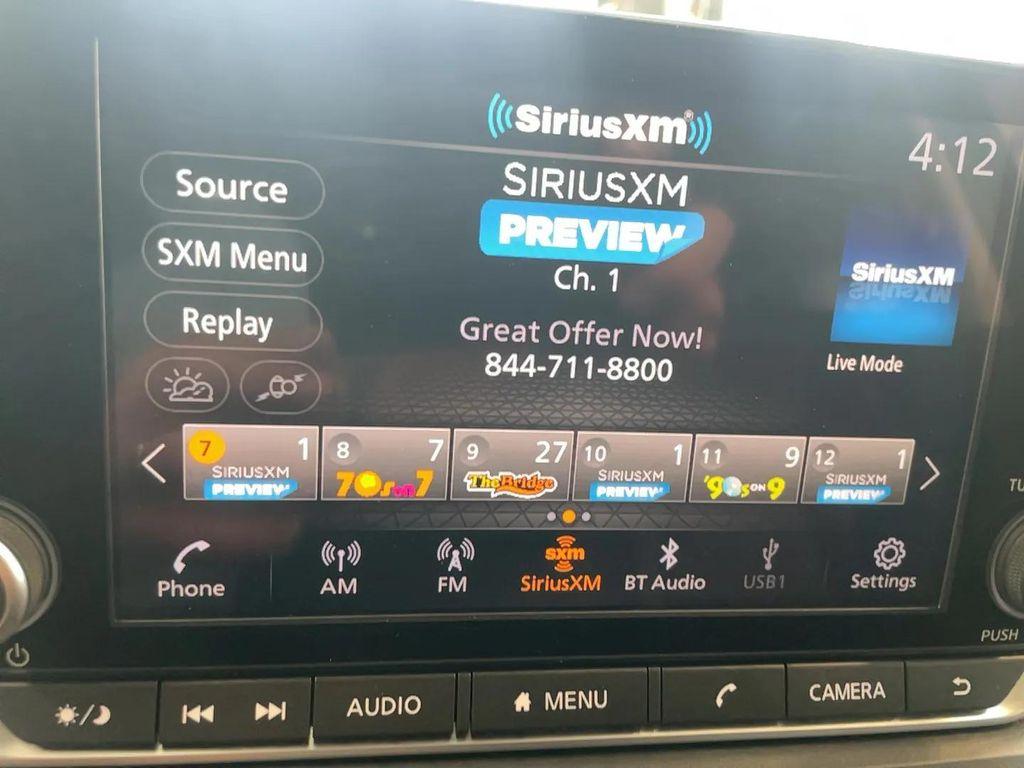 SiriusXM®
4:12
Source
SXM Menu
Replay
SIRIUSXM
PREVIEW
Ch. 1
Great Offer Now!
844-711-8800
SiriusXM
Live Mode
7 1
SIRIUSXM
PREVIEW
8 7
70s on 7
9 27
The Bridge
10 1
SIRIUSXM
PREVIEW
11 9
'90s ON 9
12 1
SIRIUSXM
PREVIEW
Phone
AM
FM
sxm
SiriusXM
BT Audio
USB1
Settings
TU
PUSH
AUDIO
MENU
CAMERA